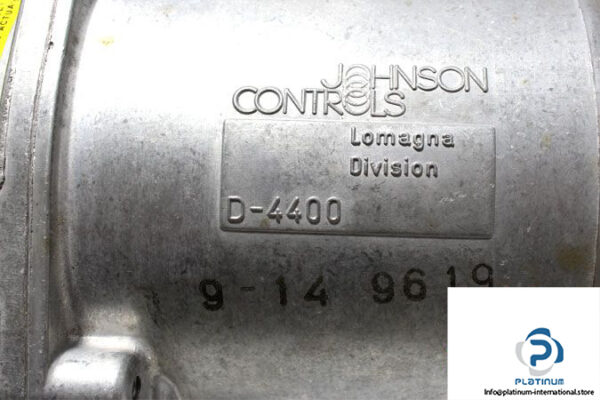 JOHNSON
CONTROLS
Lomagna
Division
D-4400
9-14 9619
PLATINUM
info@platinum-international.store